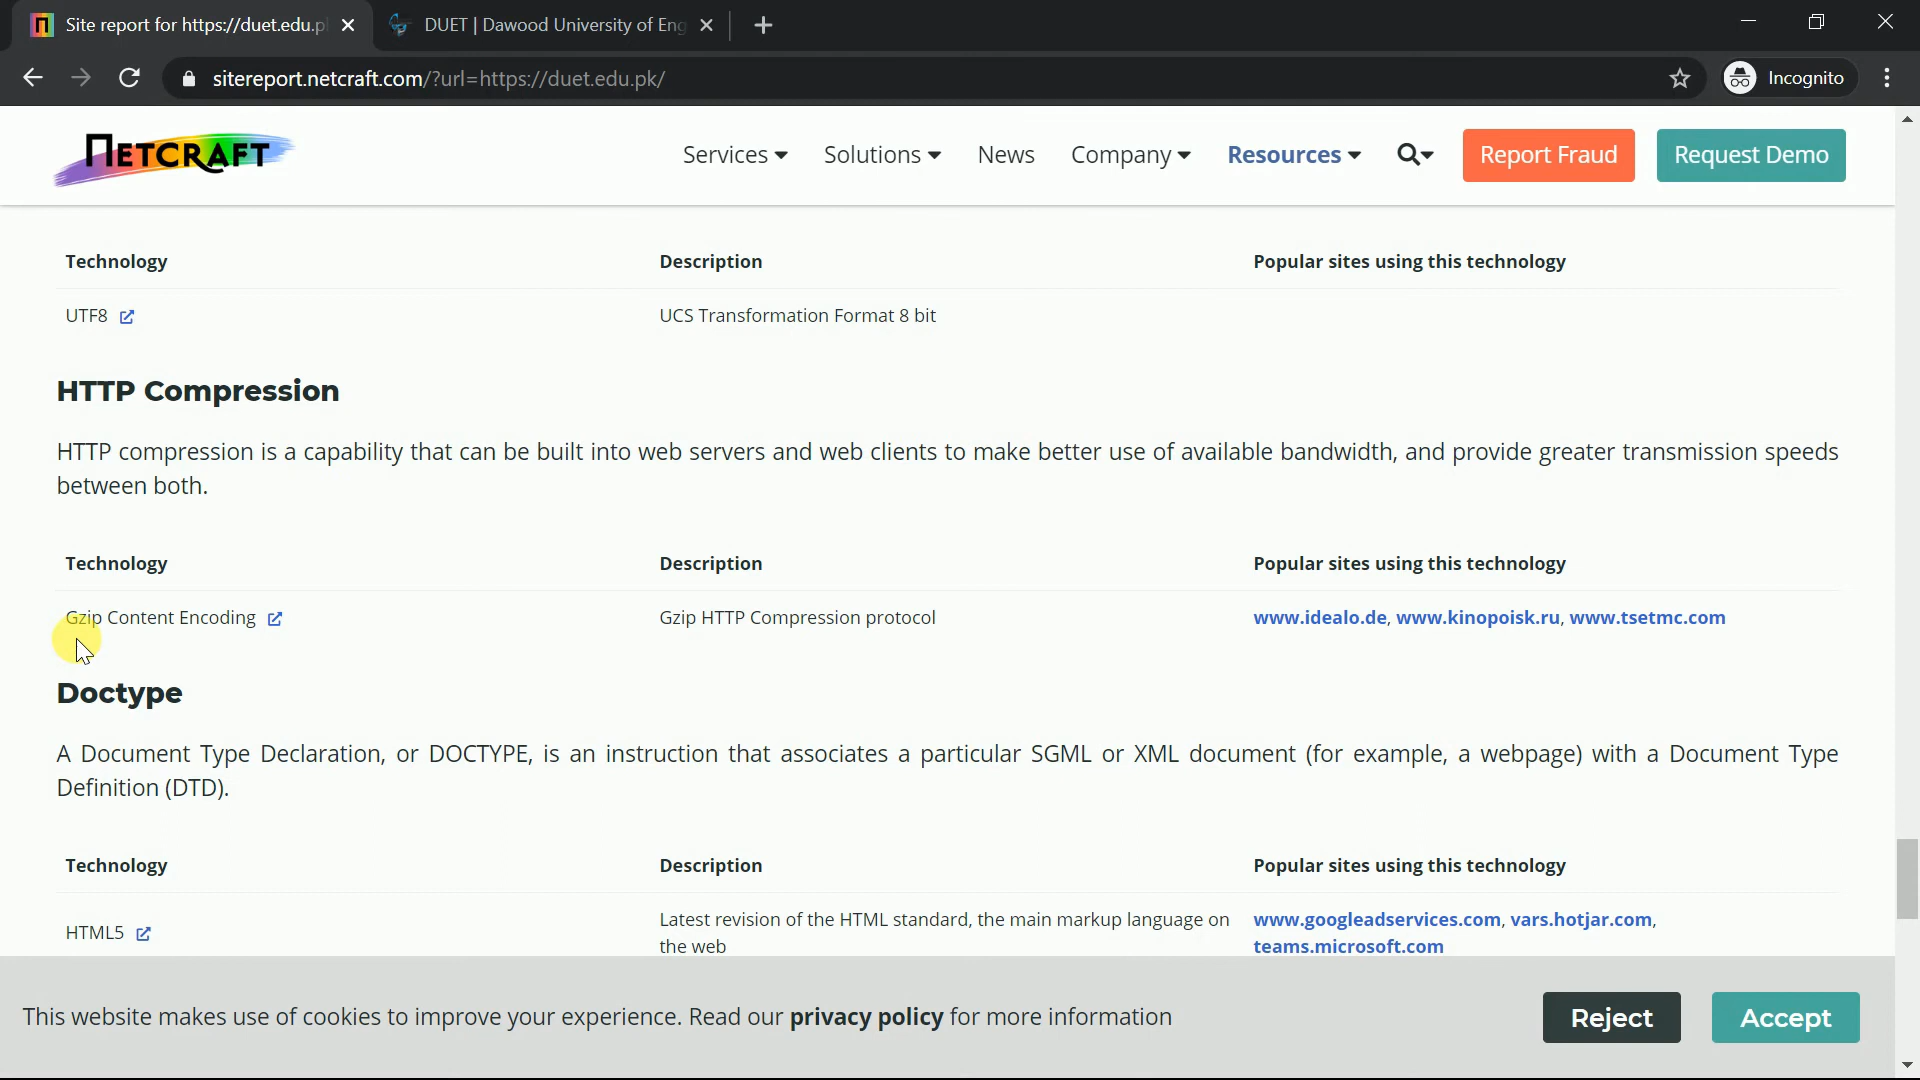 Site report for https://duet.edu.p
DUET | Dawood University of Eng
sitereport.netcraft.com/?url=https://duet.edu.pk/
Incognito
NETCRAFT
Services
Solutions
News
Company
Resources
Report Fraud
Request Demo
Technology
Description
Popular sites using this technology
UTF8
UCS Transformation Format 8 bit
HTTP Compression
HTTP compression is a capability that can be built into web servers and web clients to make better use of available bandwidth, and provide greater transmission speeds
between both.
Technology
Description
Popular sites using this technology
Gzip Content Encoding
Gzip HTTP Compression protocol
www.idealo.de, www.kinopoisk.ru, www.tsetmc.com
Doctype
A Document Type Declaration, or DOCTYPE, is an instruction that associates a particular SGML or XML document (for example, a webpage) with a Document Type
Definition (DTD).
Technology
Description
Popular sites using this technology
HTML5
Latest revision of the HTML standard, the main markup language on
the web
www.googleadservices.com, vars.hotjar.com,
teams.microsoft.com
This website makes use of cookies to improve your experience. Read our privacy policy for more information
Reject
Accept